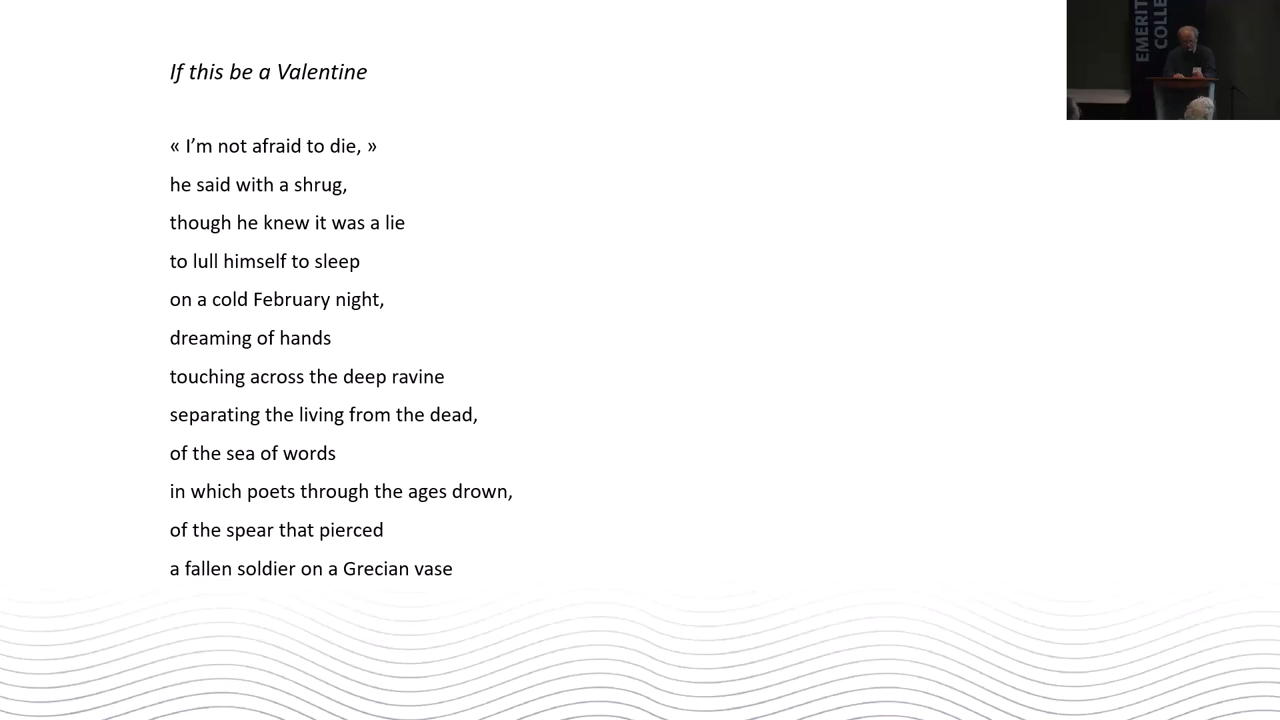 If this be a Valentine
« I’m not afraid to die, »
he said with a shrug,
though he knew it was a lie
to lull himself to sleep
on a cold February night,
dreaming of hands
touching across the deep ravine
separating the living from the dead,
of the sea of words
in which poets through the ages drown,
of the spear that pierced
a fallen soldier on a Grecian vase
EMERIT
COLLE